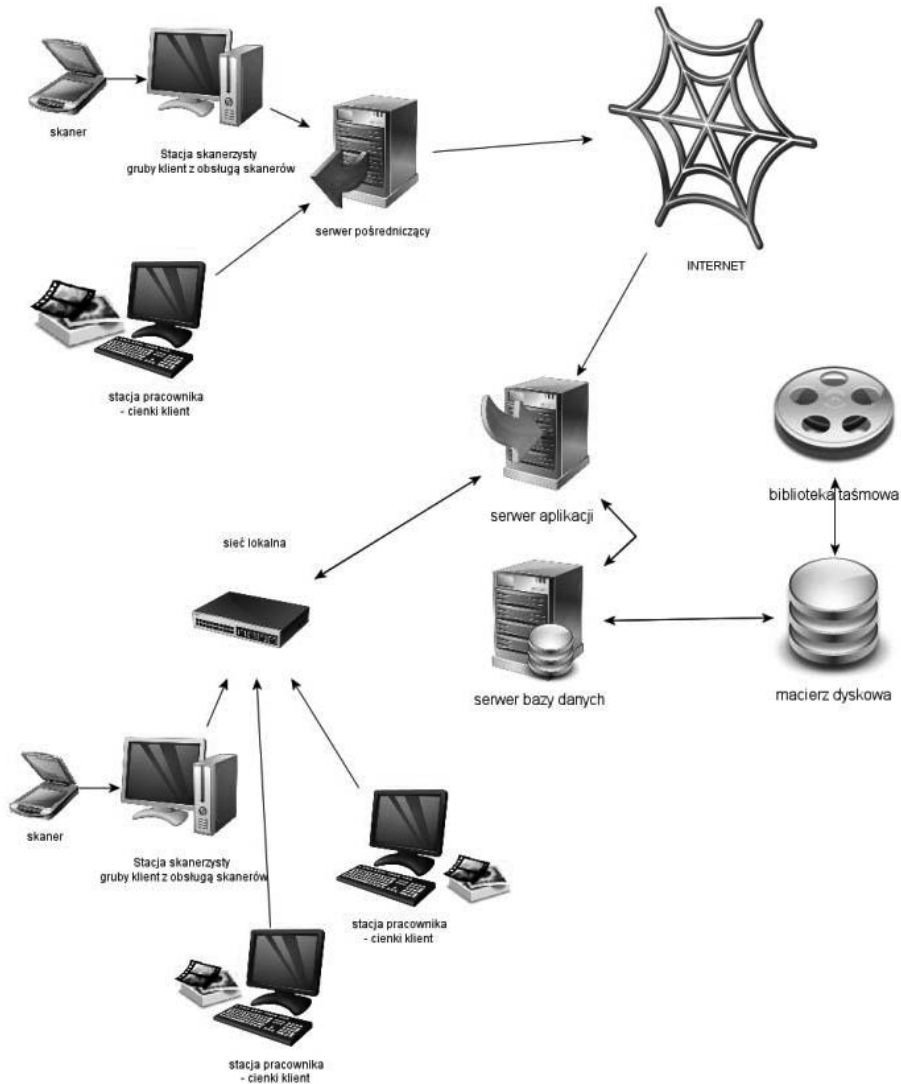 skaner
Stacja skanerzysty
gruby klient z obsługą skanerów
serwer pośredniczący
INTERNET
stacja pracownika
- cienki klient
serwer aplikacji
biblioteka taśmowa
sieć lokalna
serwer bazy danych
macierz dyskowa
skaner
Stacja skanerzysty
gruby klient z obsługą skanerów
stacja pracownika
- cienki klient
stacja pracownika
- cienki klient